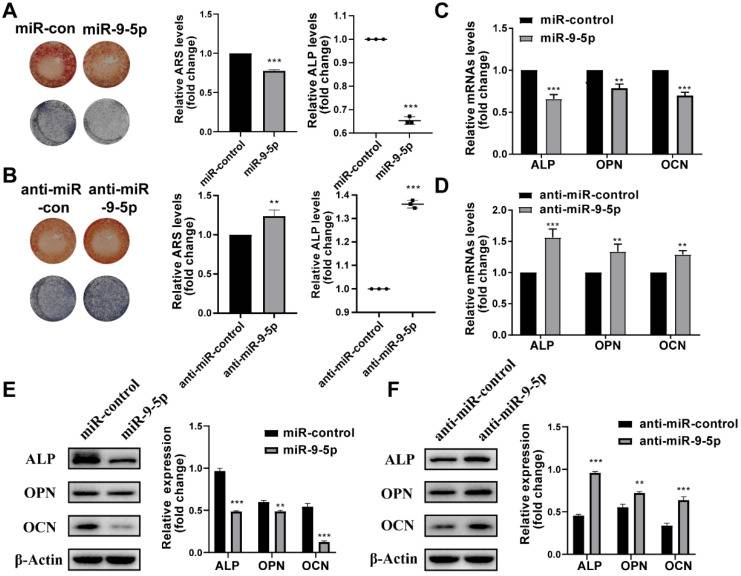 A
miR-con miR-9-5p
Relative ARS levels
(fold change)
1.5
1.0
0.5
0.0
***
miR-control
miR-9-5p
Relative ALP levels
(fold change)
1.2
1.0
0.9
0.8
0.7
0.6
***
miR-control
miR-9-5p
C
miR-control
miR-9-5p
Relative mRNAs levels
(fold change)
1.5
1.0
0.5
0.0
***
**
***
ALP OPN OCN
B
anti-miR anti-miR
-con -9-5p
Relative ARS levels
(fold change)
1.5
1.0
0.5
0.0
**
anti-miR-control
anti-miR-9-5p
Relative ALP levels
(fold change)
1.4
1.3
1.2
1.1
1.0
0.9
***
anti-miR-control
anti-miR-9-5p
D
anti-miR-control
anti-miR-9-5p
Relative mRNAs levels
(fold change)
2.0
1.5
1.0
0.5
0.0
***
**
**
ALP OPN OCN
E
miR-control
miR-9-5p
ALP
OPN
OCN
β-Actin
Relative expression
(fold change)
1.5
1.0
0.5
0.0
miR-control
miR-9-5p
***
**
***
ALP OPN OCN
F
anti-miR-control
anti-miR-9-5p
ALP
OPN
OCN
β-Actin
Relative expression
(fold change)
1.5
1.0
0.5
0.0
anti-miR-control
anti-miR-9-5p
***
**
***
ALP OPN OCN